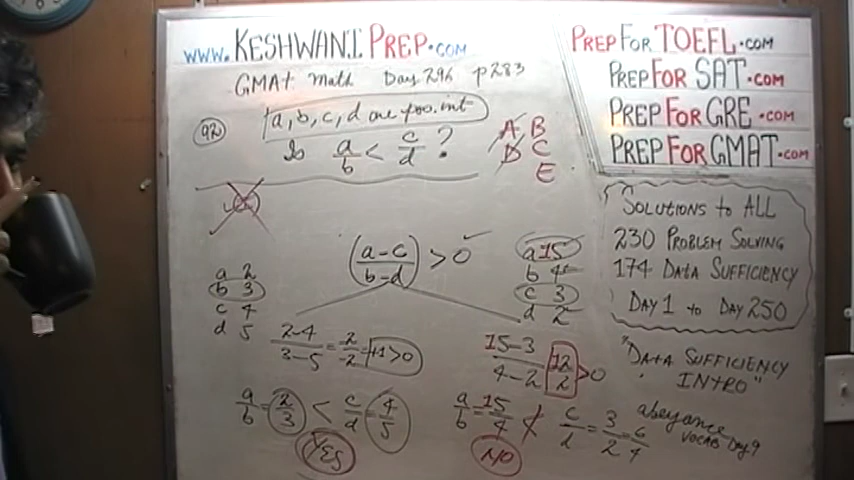 www.KESHWANIPREP.COM
GMAT Math Day 292 p283
PREPFORTOEFL.COM
PREPFORSAT.COM
PREPFORGRE.COM
PREPFORGMAT.COM
92 a, b, c, d are pos. int
Is a/b < c/d ?
A B
D C
E
SOLUTIONS TO ALL
230 PROBLEM SOLVING
174 DATA SUFFICIENCY
DAY 1 TO DAY 250
(a-c/b-d) > 0
a 2
b 3
c 4
d 5
a 15
b 4
c 3
d 2
2-4/3-5 = -2/-2 = +1 > 0
15-3/4-2 12/2 > 0
"DATA SUFFICIENCY
INTRO"
a/b = 2/3 < c/d = 4/5
YES
a/b = 15/4 ≮ c/d = 3/2 = 6/4
NO
abeyance
VOCAB Day 9